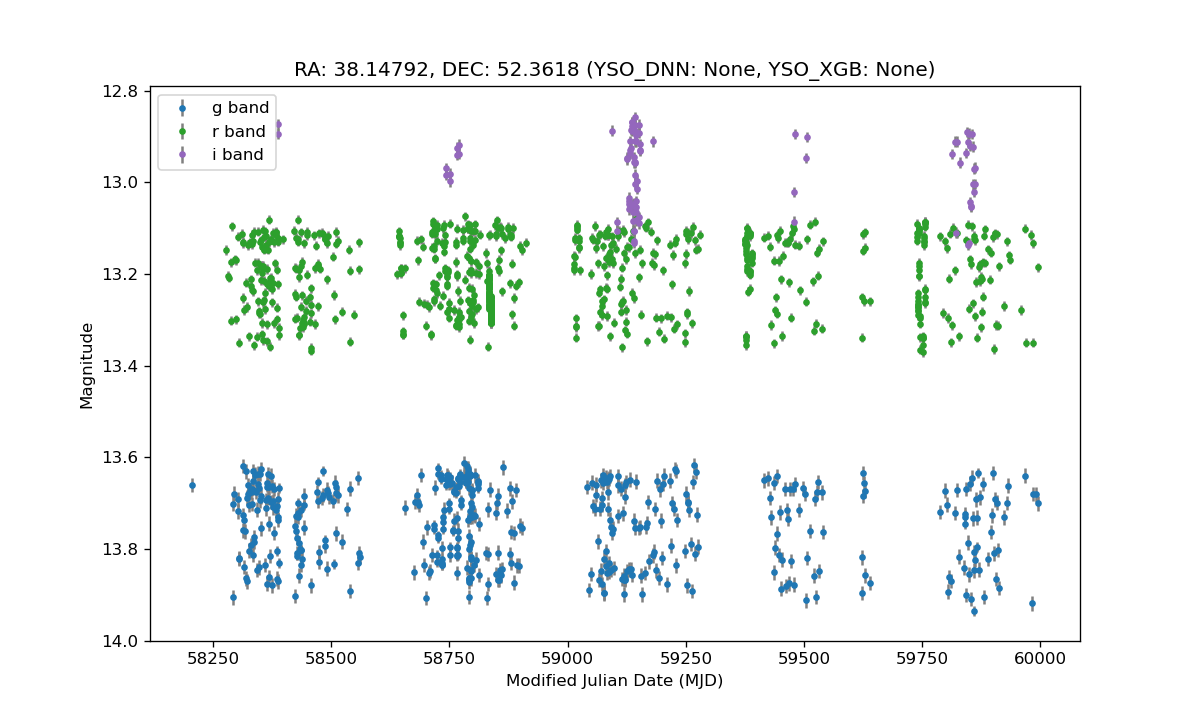 RA: 38.14792, DEC: 52.3618 (YSO_DNN: None, YSO_XGB: None)
g band
r band
i band
12.8
13.0
13.2
13.4
13.6
13.8
14.0
Magnitude
58250 58500 58750 59000 59250 59500 59750 60000
Modified Julian Date (MJD)